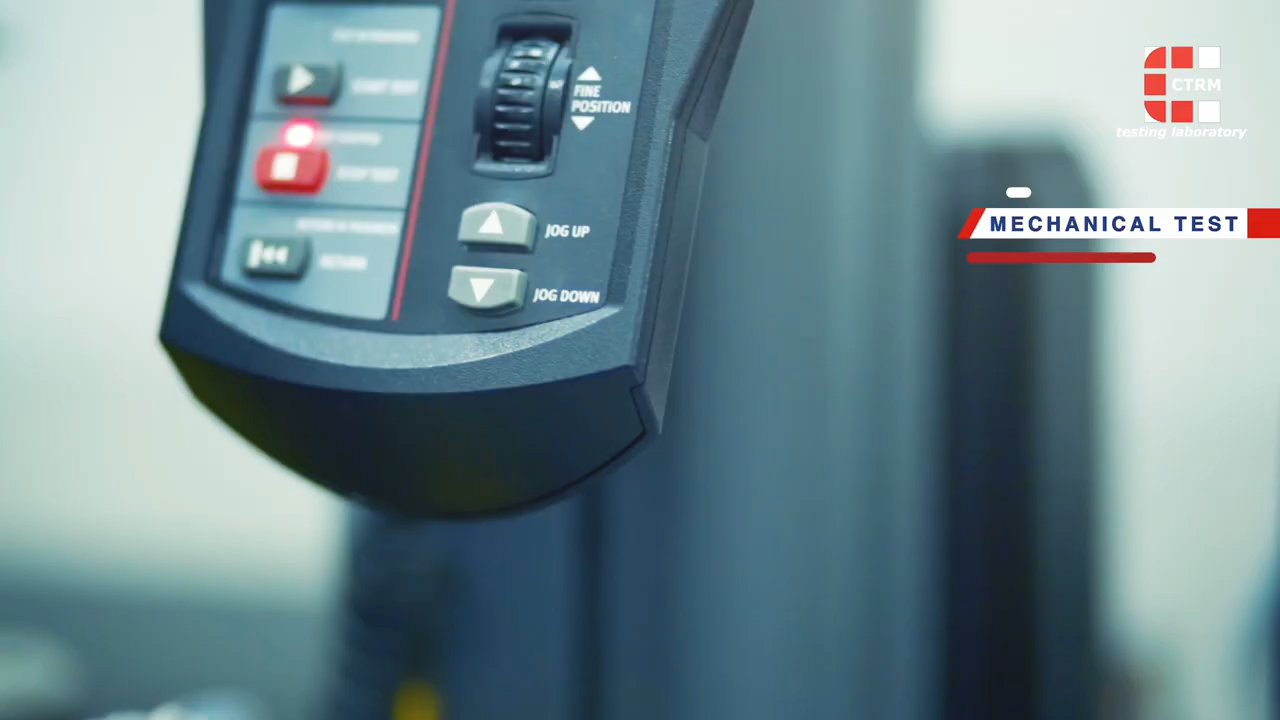 CTRM
testing laboratory
MECHANICAL TEST
START TEST
FINE
POSITION
STOP TEST
JOG UP
RETURN
JOG DOWN